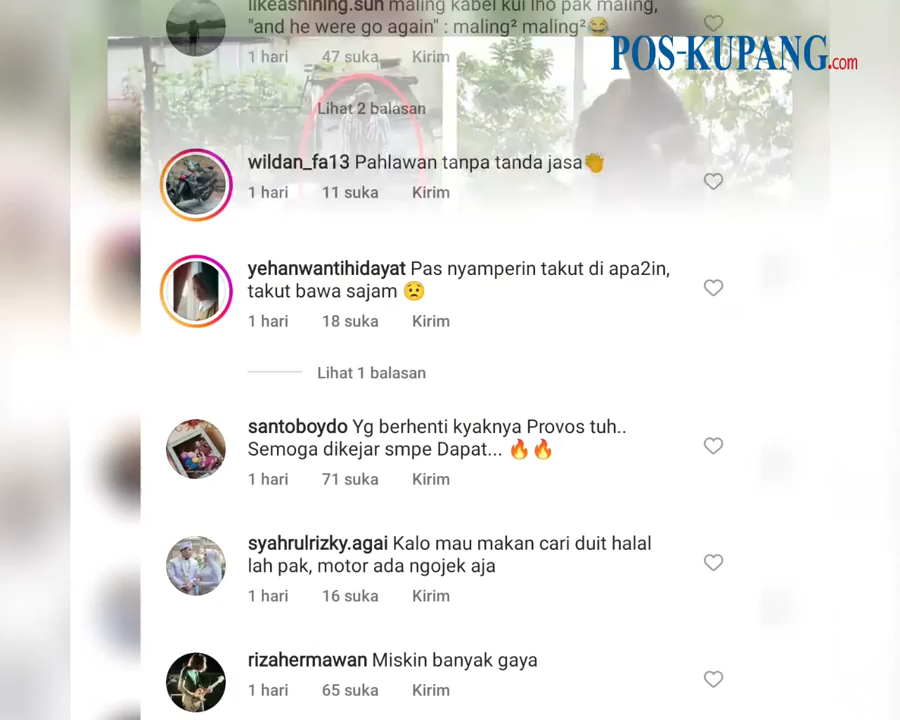 likeashining.sun maling kabel kui lho pak maling,
"and he were go again" : maling² maling²😂
1 hari 47 suka Kirim
POS-KUPANG.com
Lihat 2 balasan
wildan_fa13 Pahlawan tanpa tanda jasa👏
1 hari 11 suka Kirim
yehanwantihidayat Pas nyamperin takut di apa2in,
takut bawa sajam 😟
1 hari 18 suka Kirim
Lihat 1 balasan
santoboydo Yg berhenti kyaknya Provos tuh..
Semoga dikejar smpe Dapat... 🔥🔥
1 hari 71 suka Kirim
syahrulrizky.agai Kalo mau makan cari duit halal
lah pak, motor ada ngojek aja
1 hari 16 suka Kirim
rizahermawan Miskin banyak gaya
1 hari 65 suka Kirim